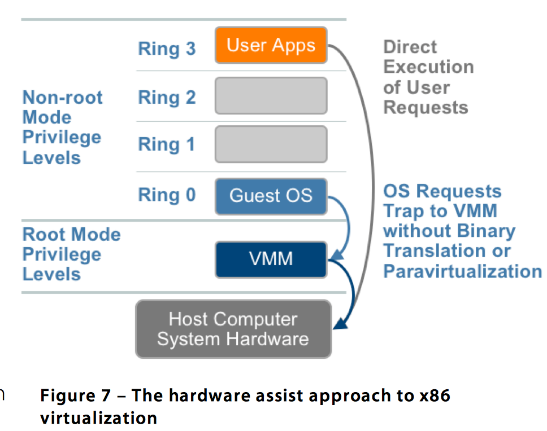 Ring 3
User Apps
Direct
Execution
of User
Requests
Non-root
Mode
Privilege
Levels
Ring 2
Ring 1
Ring 0
Guest OS
OS Requests
Trap to VMM
without Binary
Translation or
Paravirtualization
Root Mode
Privilege
Levels
VMM
Host Computer
System Hardware
Figure 7 – The hardware assist approach to x86
virtualization